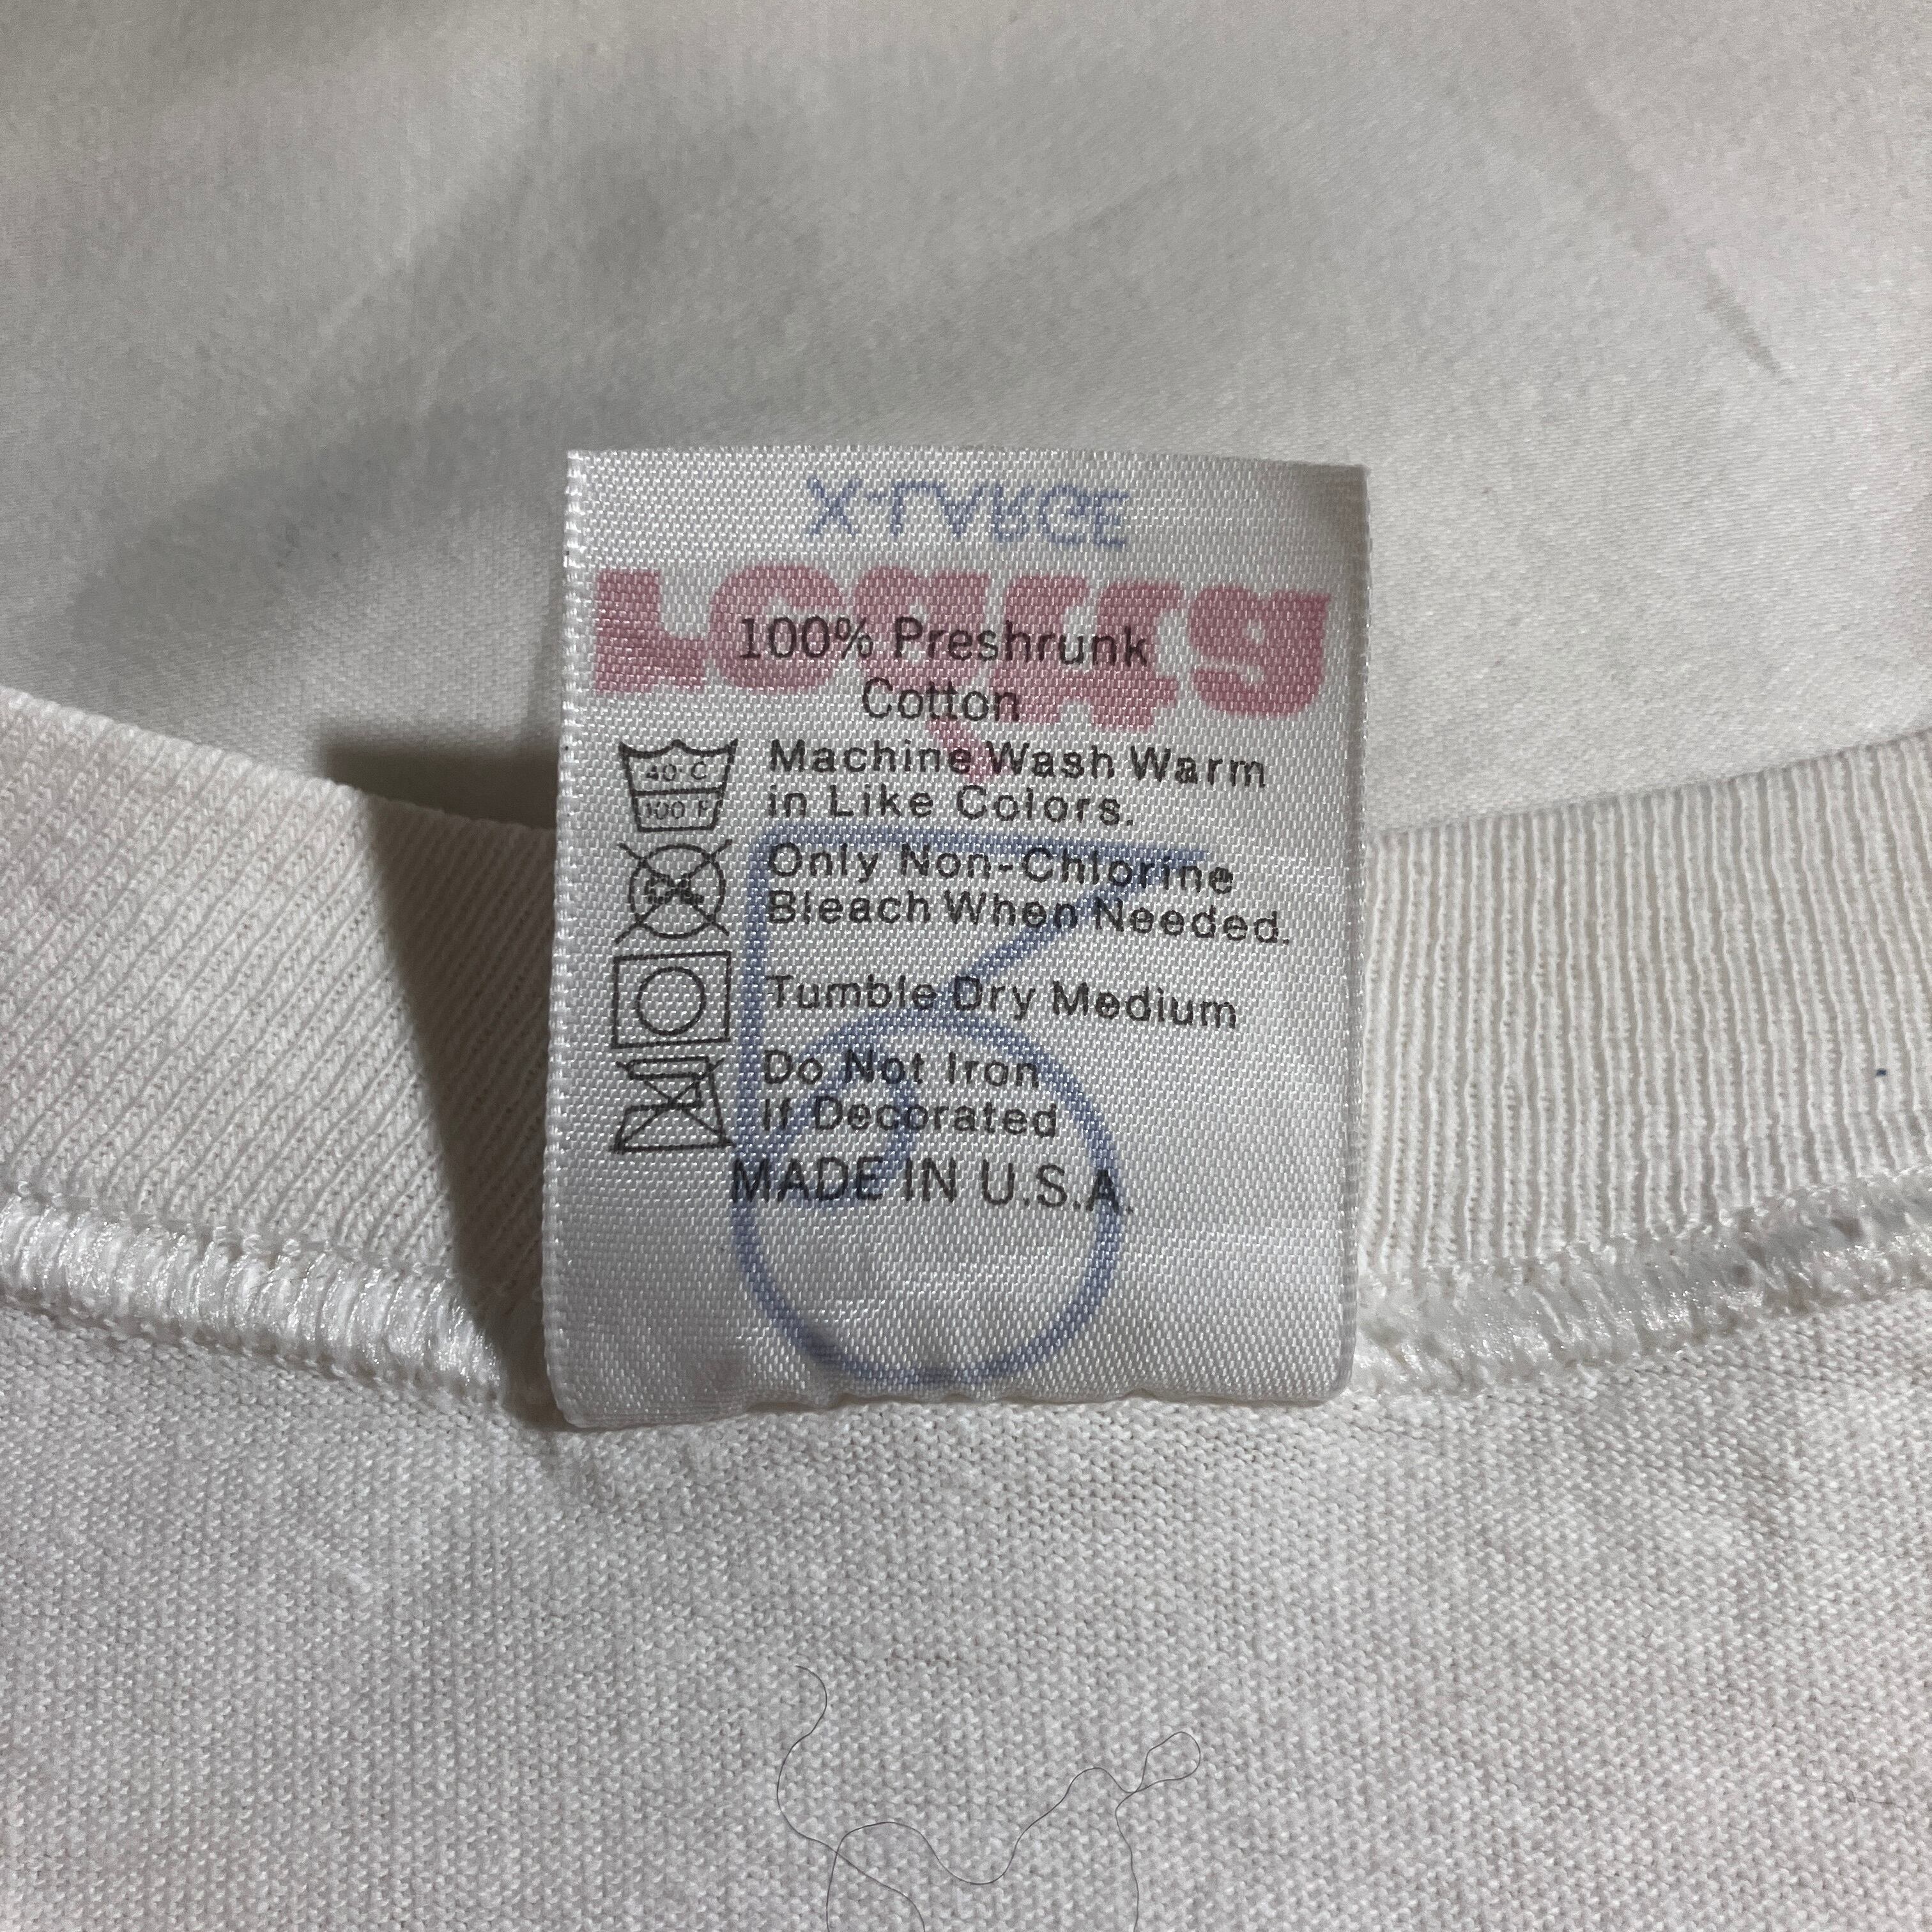 X-LARGE
100% Preshrunk
Cotton
40 C
100 F
Machine Wash Warm
in Like Colors.
Only Non-Chlorine
Bleach When Needed.
Tumble Dry Medium
Do Not Iron
If Decorated
MADE IN U.S.A.